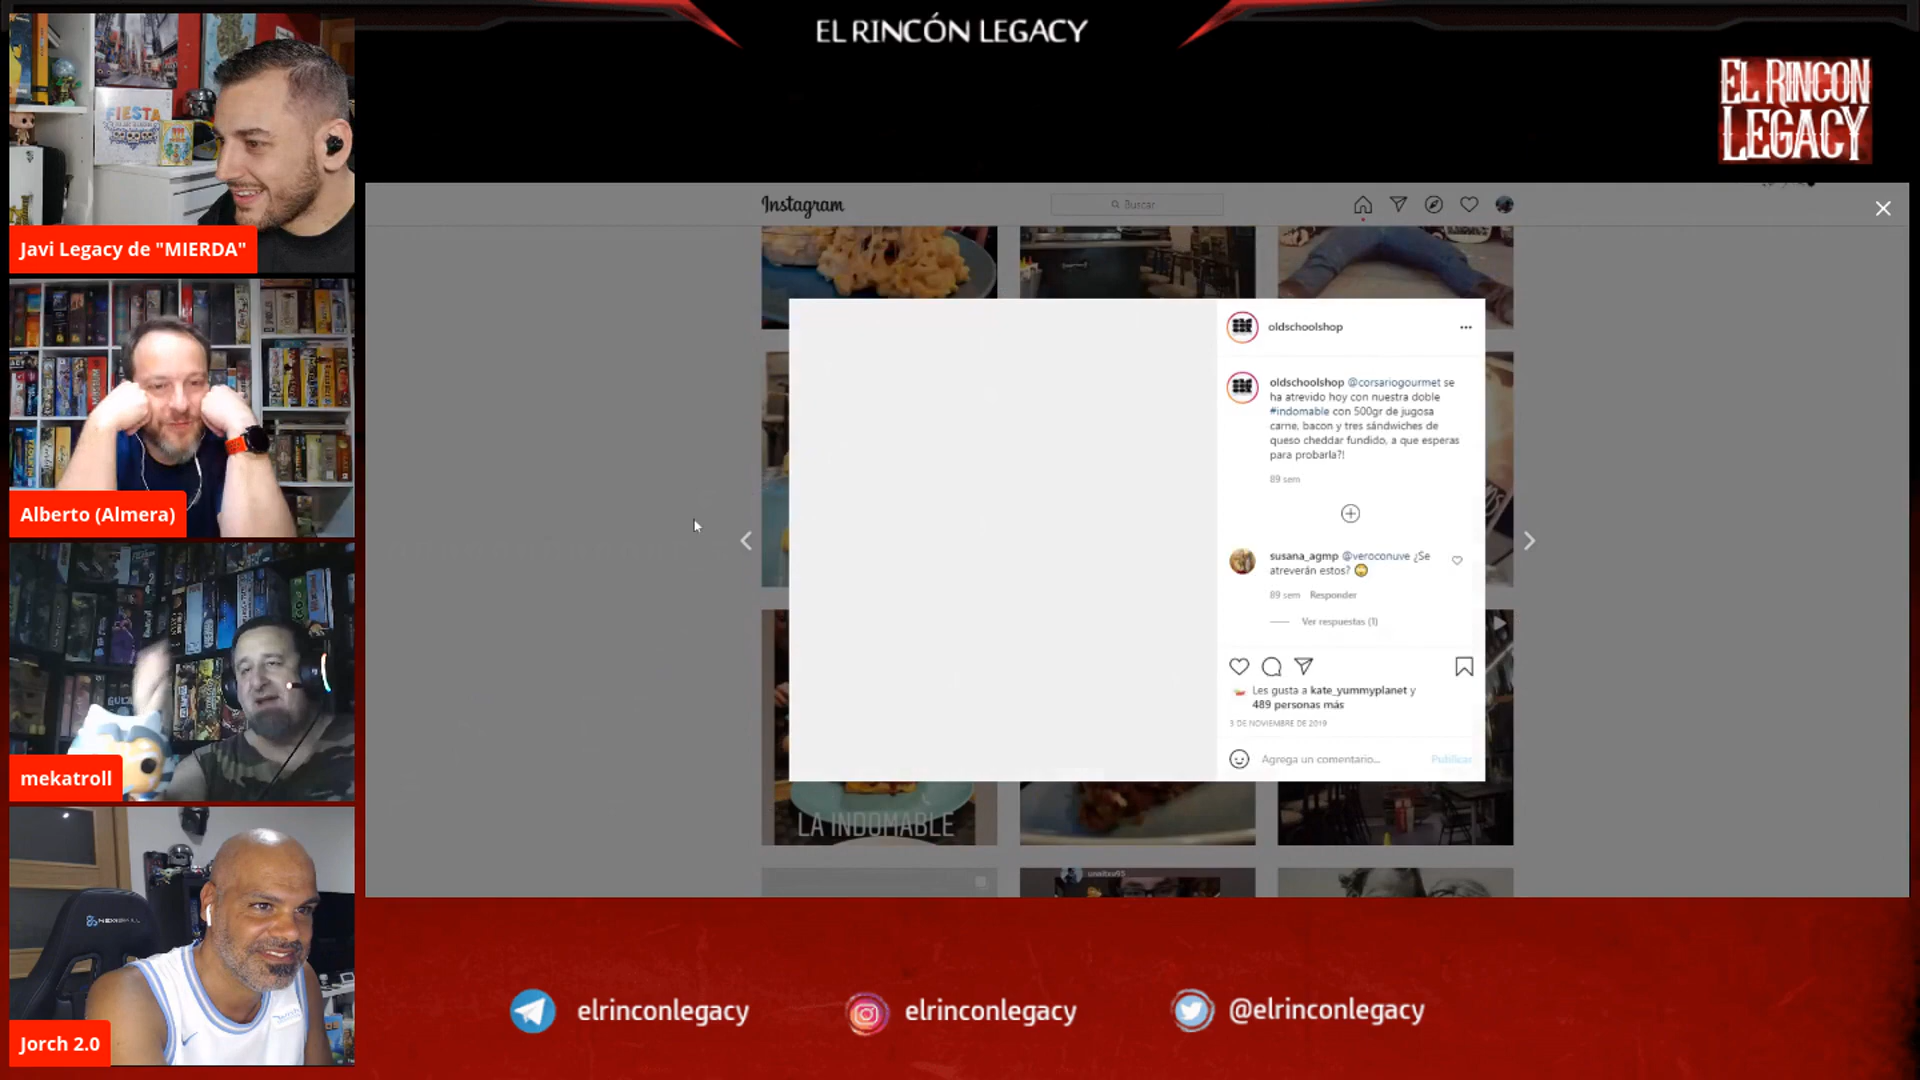 EL RINCÓN LEGACY
EL RINCON
LEGACY
FIESTA
Javi Legacy de "MIERDA"
Alberto (Almera)
mekatroll
Jorch 2.0
Instagram
Buscar
oldschoolshop
oldschoolshop @corsariogourmet se
ha atrevido hoy con nuestra doble
#indomable con 500gr de jugosa
carne, bacon y tres sándwiches de
queso cheddar fundido, a que esperas
para probarla?!
89 sem
susana_agmp @veroconuve ¿Se
atreverán estos?
89 sem Responder
Ver respuestas (1)
Les gusta a kate_yummyplanet y
489 personas más
3 DE NOVIEMBRE DE 2019
Agrega un comentario... Publicar
LA INDOMABLE
elrinconlegacy
elrinconlegacy
@elrinconlegacy